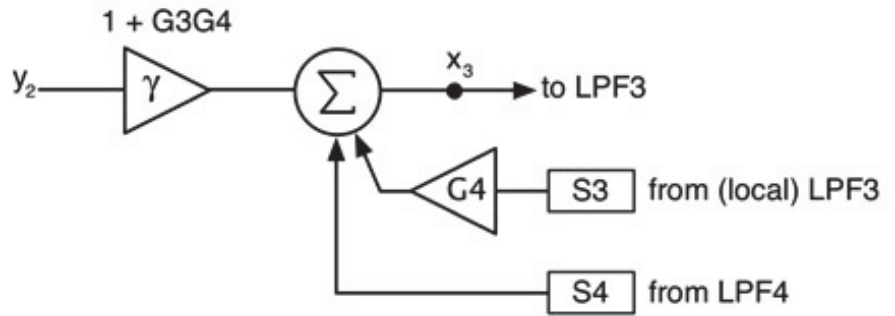 1 + G3G4
y₂ γ Σ x₃ to LPF3
G4 S3 from (local) LPF3
S4 from LPF4